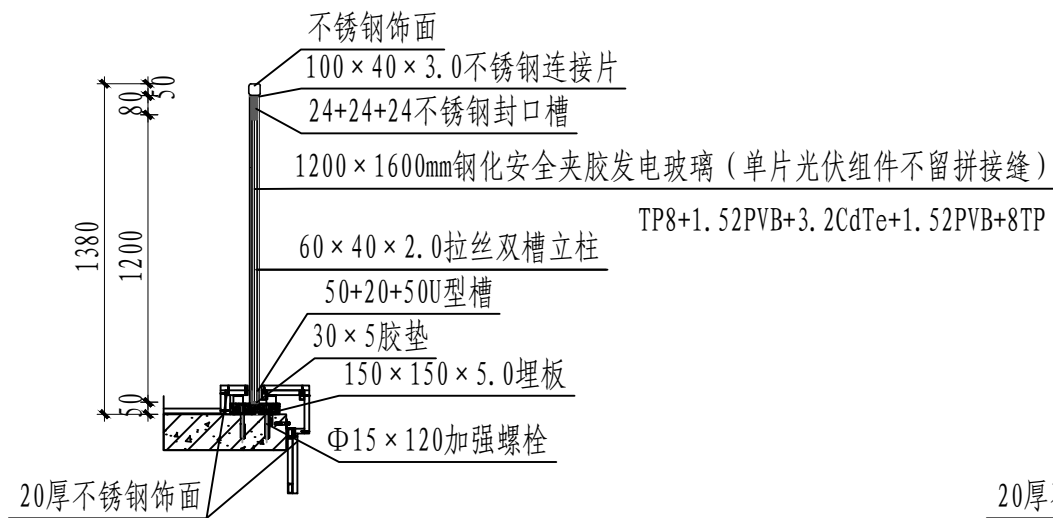 不锈钢饰面
100×40×3.0不锈钢连接片
24+24+24不锈钢封口槽
1200×1600mm钢化安全夹胶发电玻璃（单片光伏组件不留拼接缝）
TP8+1.52PVB+3.2CdTe+1.52PVB+8TP
60×40×2.0拉丝双槽立柱
50+20+50U型槽
30×5胶垫
150×150×5.0埋板
Φ15×120加强螺栓
20厚不锈钢饰面
20厚
50
80
1200
1380
50